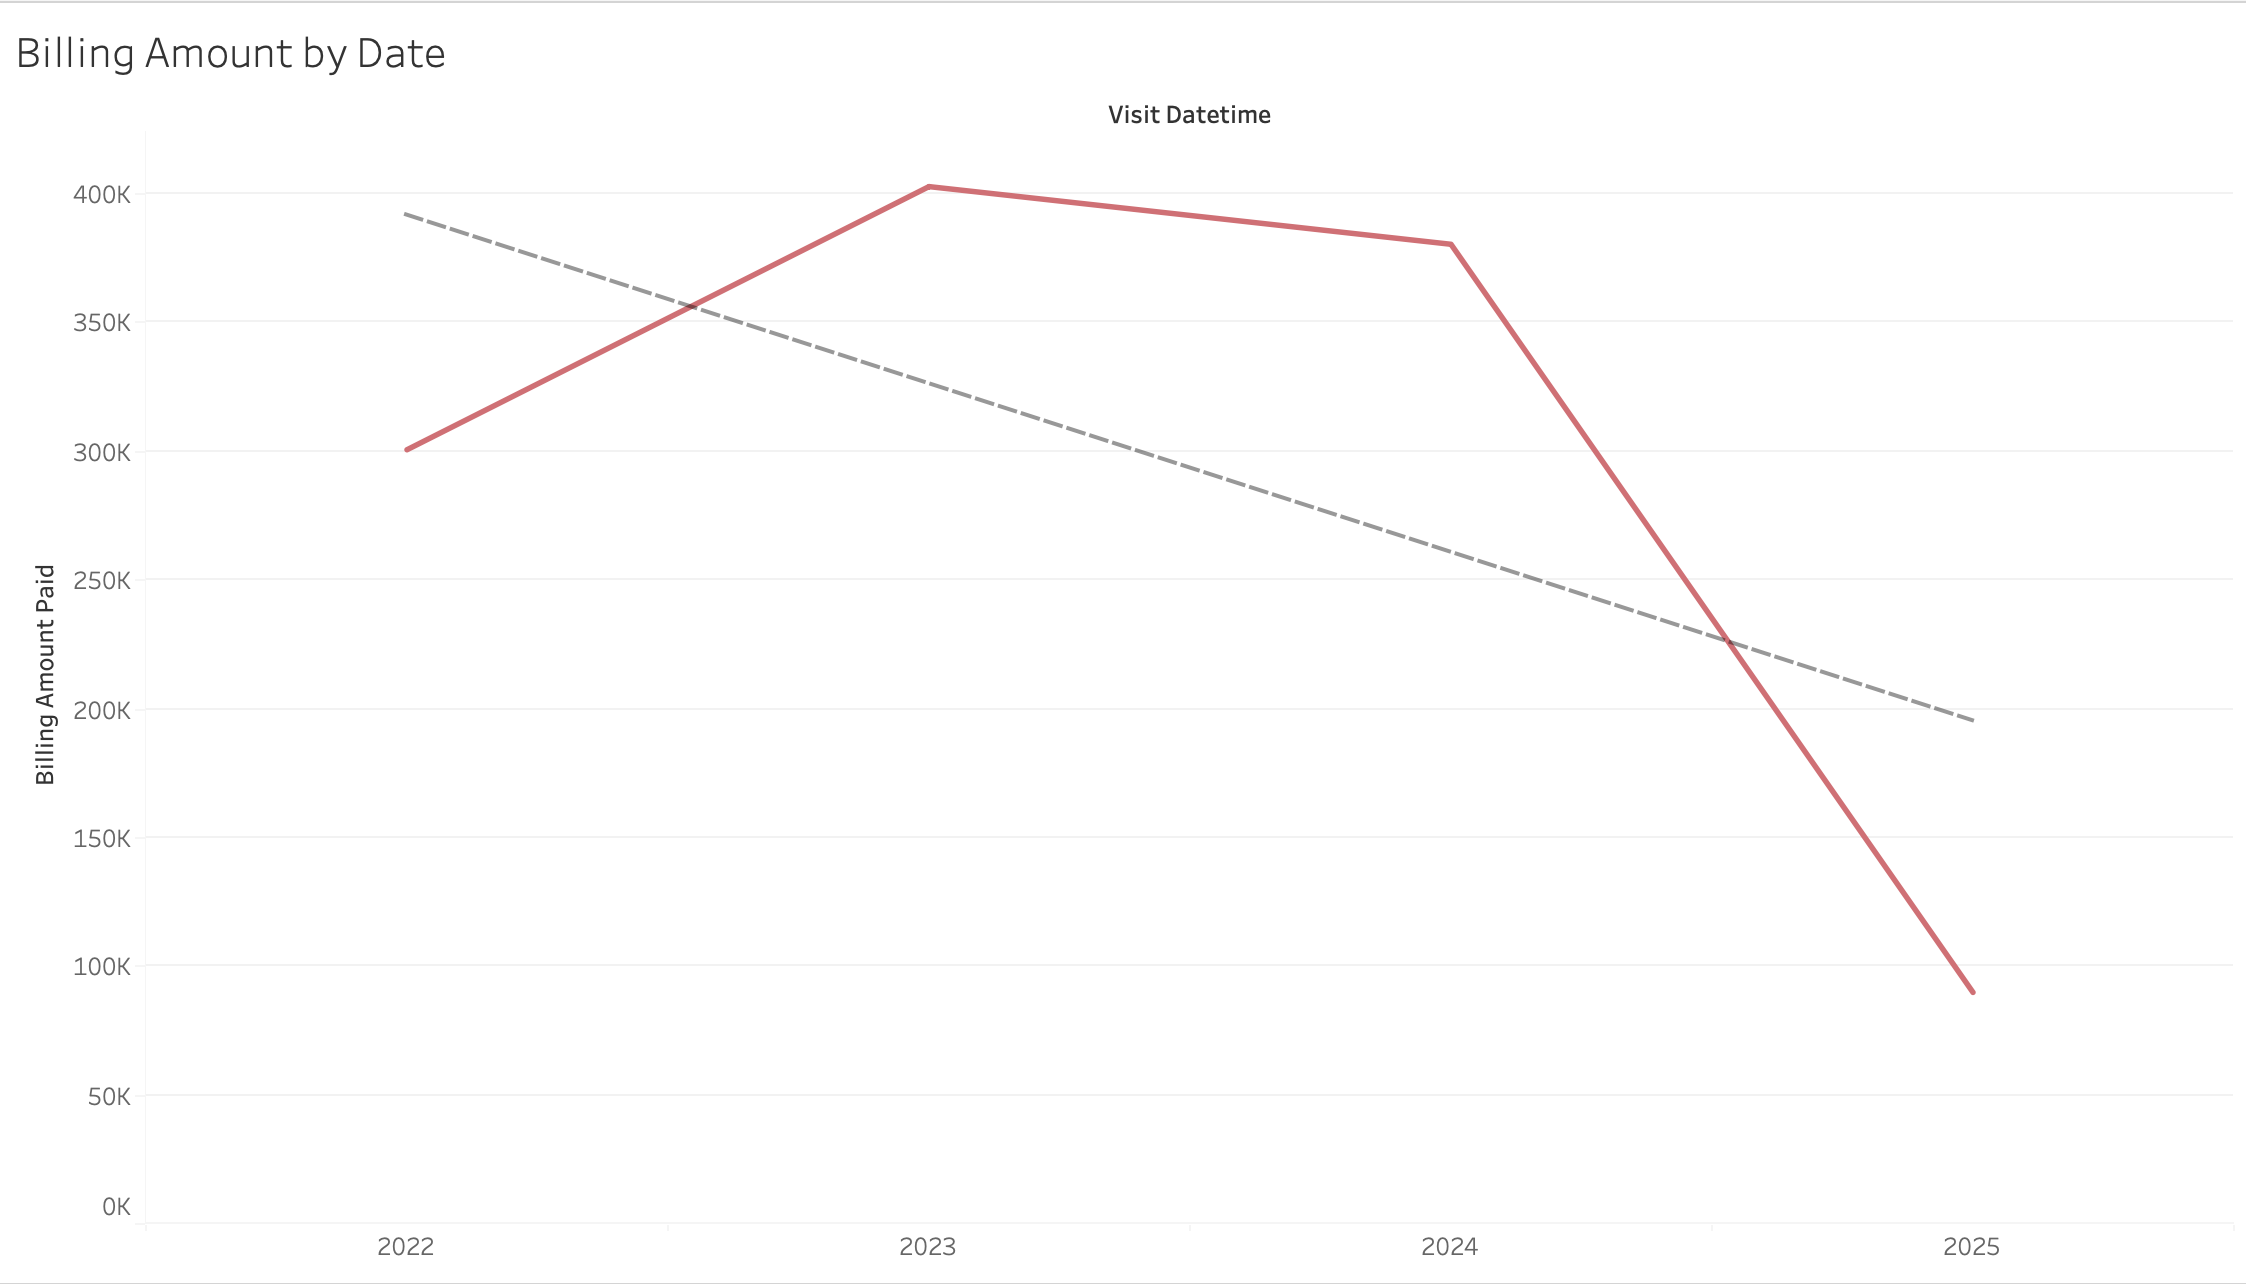 Billing Amount by Date
Visit Datetime
400K
350K
300K
250K
200K
150K
100K
50K
0K
Billing Amount Paid
2022
2023
2024
2025